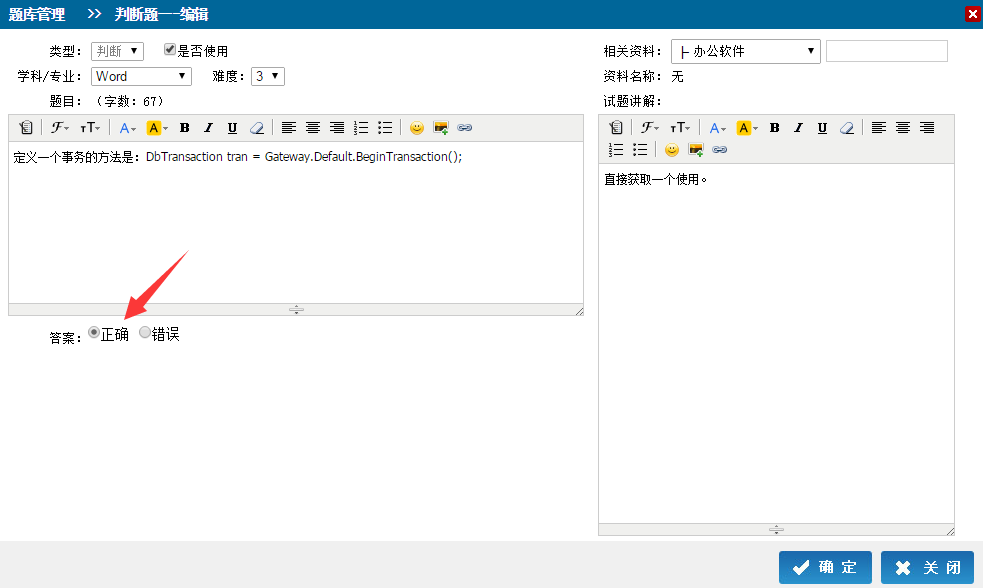 题库管理 >> 判断题---编辑
类型： 判断 是否使用
学科/专业： Word 难度： 3
题目：（字数：67）
定义一个事务的方法是：DbTransaction tran = Gateway.Default.BeginTransaction();
答案： 正确 错误
相关资料： ├ 办公软件
资料名称： 无
试题讲解：
直接获取一个使用。
确 定 关 闭